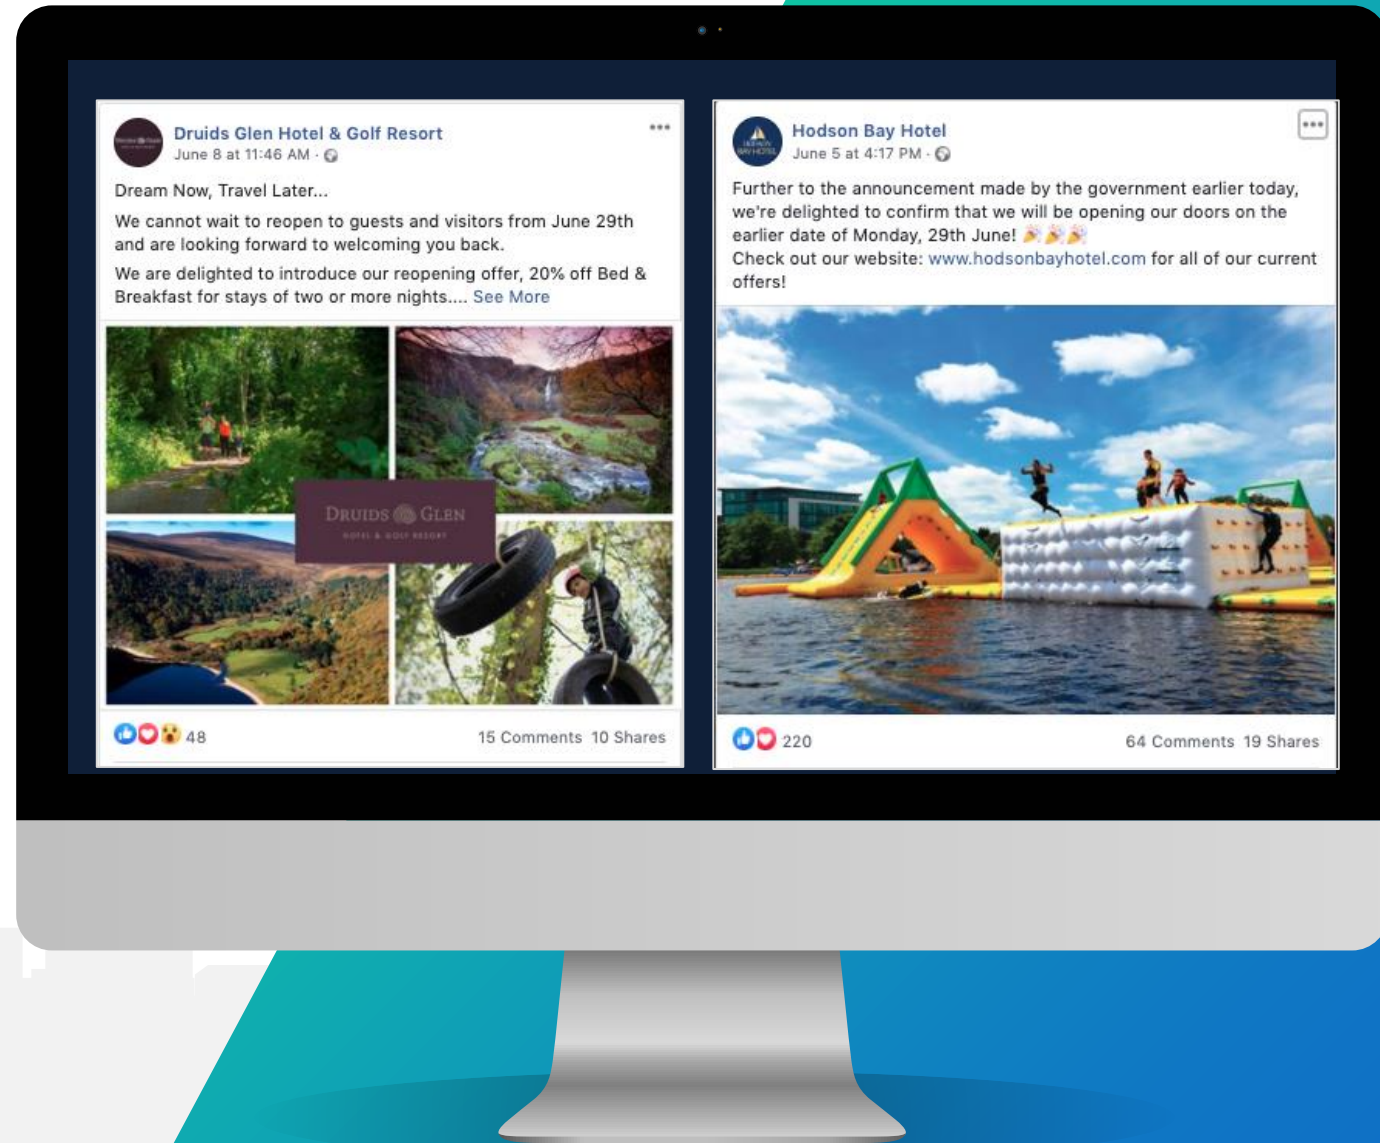 Druids Glen Hotel & Golf Resort
June 8 at 11:46 AM ·
Dream Now, Travel Later...
We cannot wait to reopen to guests and visitors from June 29th
and are looking forward to welcoming you back.
We are delighted to introduce our reopening offer, 20% off Bed &
Breakfast for stays of two or more nights.... See More
DRUIDS GLEN
HOTEL & GOLF RESORT
48
15 Comments 10 Shares
Hodson Bay Hotel
June 5 at 4:17 PM ·
HODSON
BAY HOTEL
Further to the announcement made by the government earlier today,
we're delighted to confirm that we will be opening our doors on the
earlier date of Monday, 29th June! 🎉🎉🎉
Check out our website: www.hodsonbayhotel.com for all of our current
offers!
220
64 Comments 19 Shares